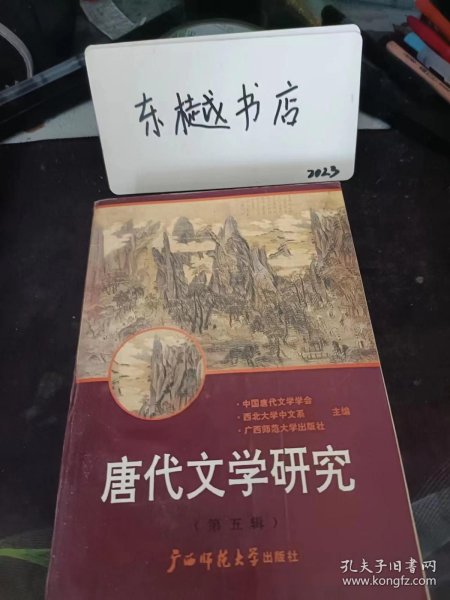 东樾书店
2023
·中国唐代文学学会
·西北大学中文系
·广西师范大学出版社
主编
唐代文学研究
（第五辑）
广西师范大学出版社
孔夫子旧书网
www.kongfz.com